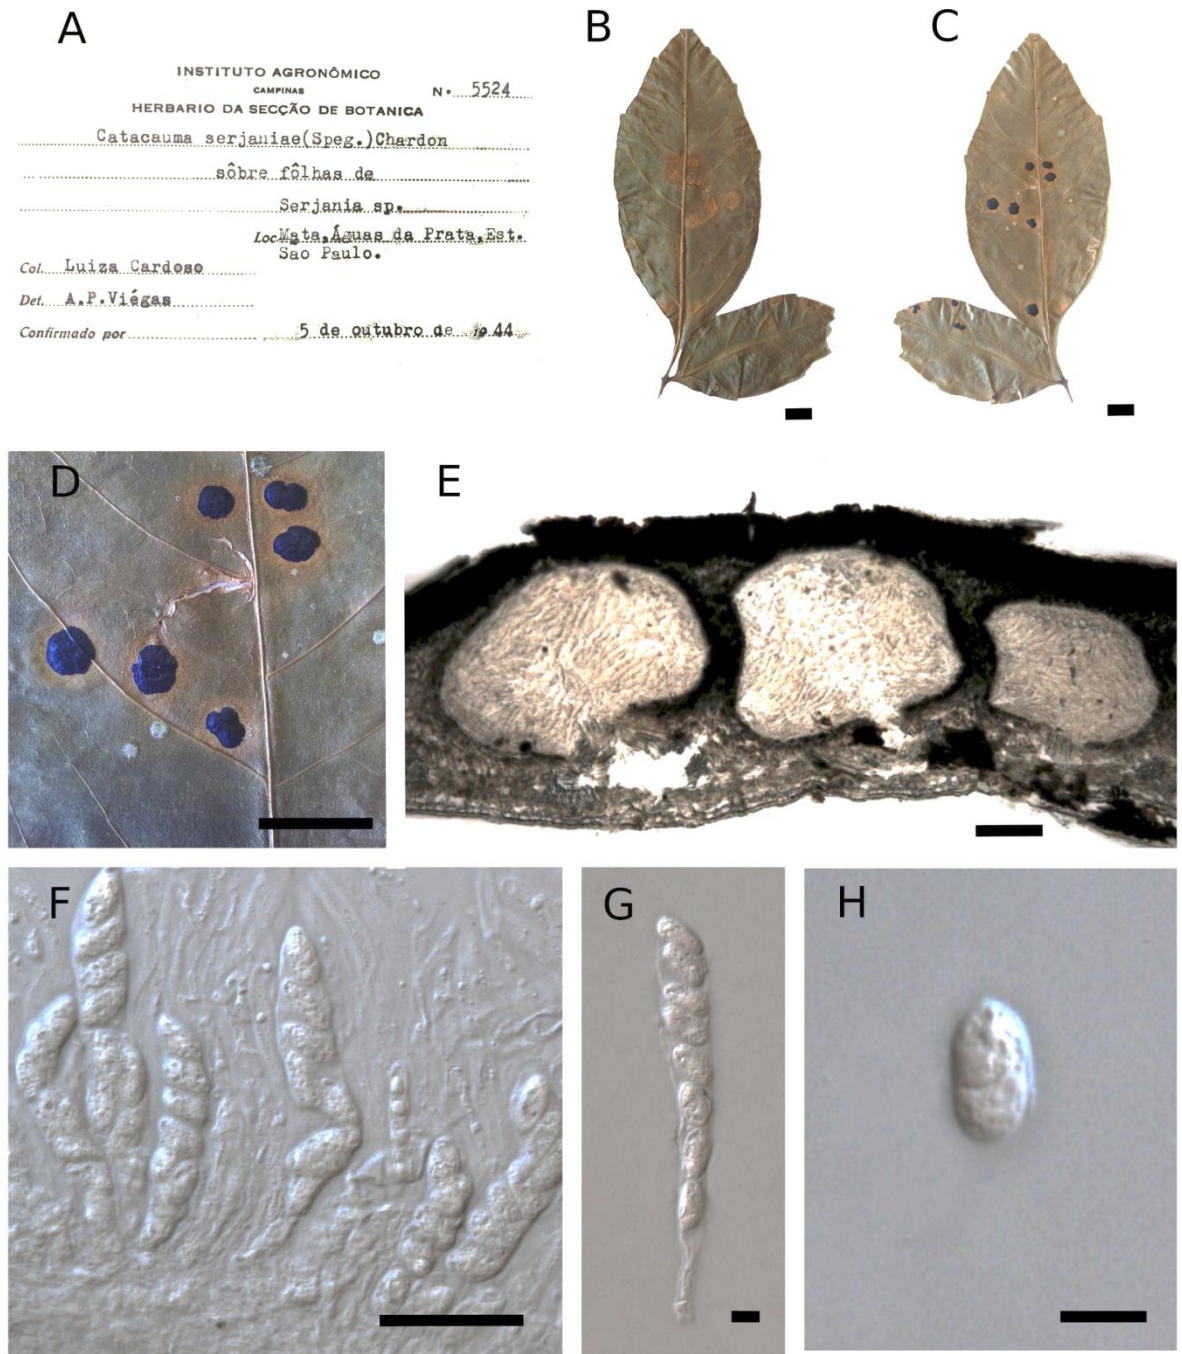 A
INSTITUTO AGRONÔMICO
CAMPINAS
N. 5524
HERBARIO DA SECÇÃO DE BOTANICA
Catacauma serjaniae(Speg.)Chardon
sôbre fôlhas de
Serjania sp.
Loc Mata,Águas da Prata,Est.
Sao Paulo.
Col. Luiza Cardoso
Det. A.P.Viégas
Confirmado por 5 de outubro de 1944
B
C
D
E
F
G
H